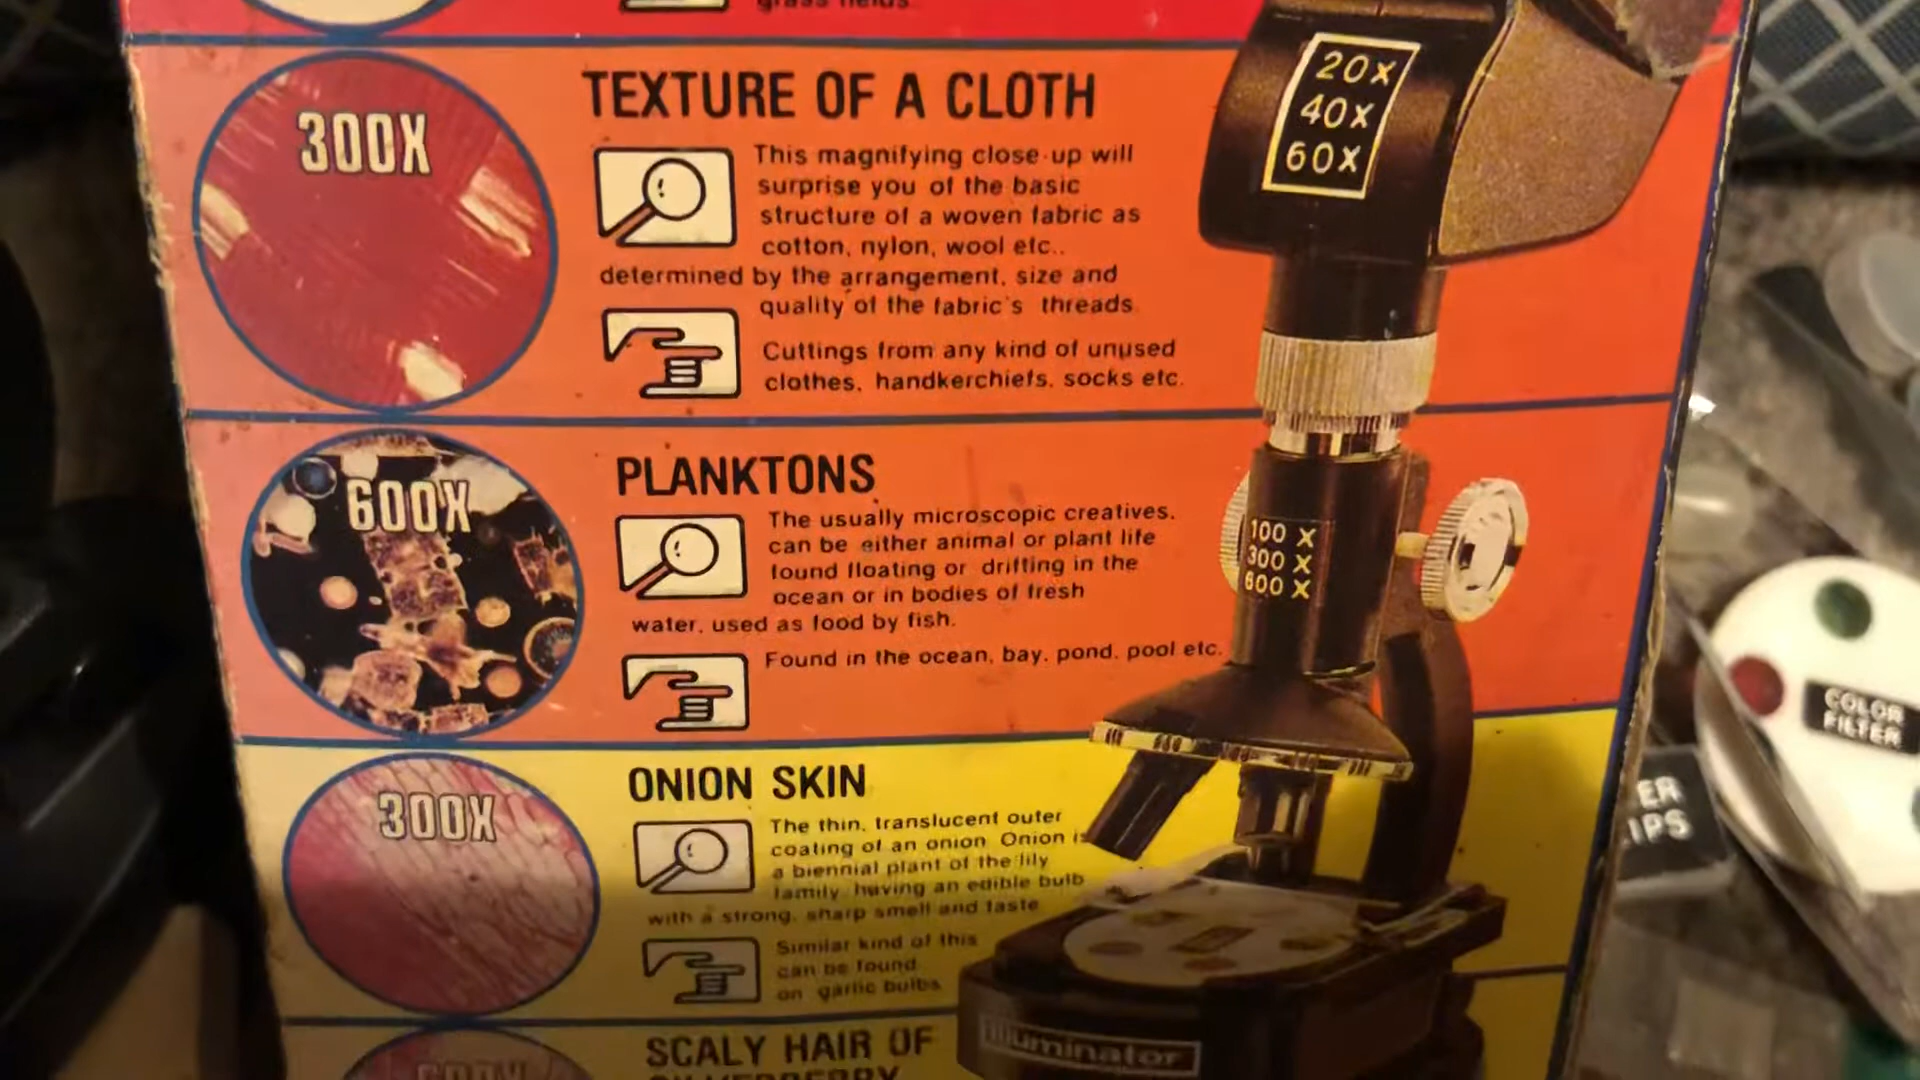 grass fields.
300X
TEXTURE OF A CLOTH
This magnifying close-up will
surprise you of the basic
structure of a woven fabric as
cotton, nylon, wool etc..
determined by the arrangement, size and
quality of the fabric's threads
Cuttings from any kind of unused
clothes, handkerchiefs, socks etc.
20x
40x
60x
600X
PLANKTONS
The usually microscopic creatives,
can be either animal or plant life
found floating or drifting in the
ocean or in bodies of fresh
water, used as food by fish.
Found in the ocean, bay, pond, pool etc.
100 X
300 X
600 X
300X
ONION SKIN
The thin, translucent outer
coating of an onion Onion is
a biennial plant of the lily
family, having an edible bulb
with a strong, sharp smell and taste
Similar kind of this
can be found
on garlic bulbs
600X
SCALY HAIR OF
SILVERBERRY
Illuminator
COLOR
FILTER
ER
IPS